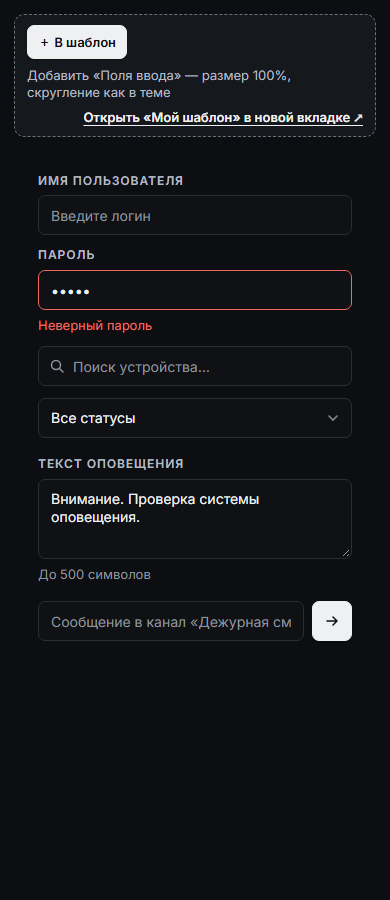 + В шаблон
Добавить «Поля ввода» — размер 100%,
скругление как в теме
Открыть «Мой шаблон» в новой вкладке ↗
ИМЯ ПОЛЬЗОВАТЕЛЯ
Введите логин
ПАРОЛЬ
•••••
Неверный пароль
Поиск устройства...
Все статусы
ТЕКСТ ОПОВЕЩЕНИЯ
Внимание. Проверка системы
оповещения.
До 500 символов
Сообщение в канал «Дежурная см